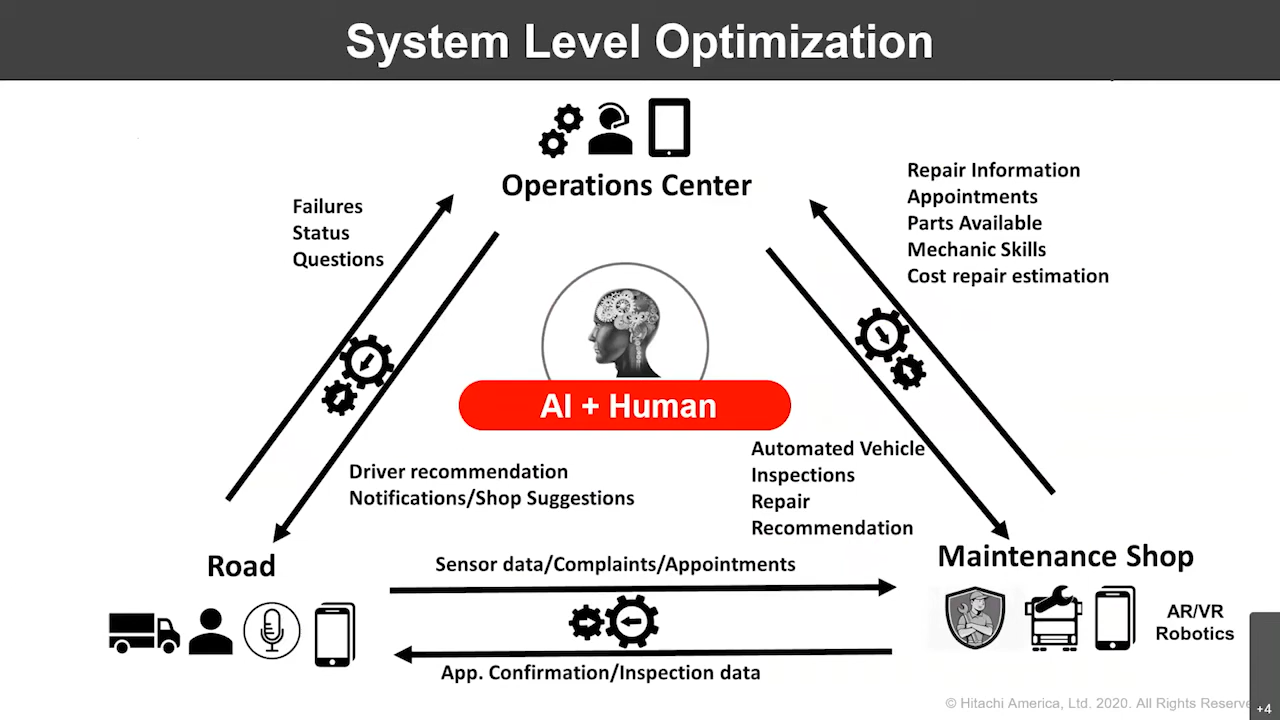 System Level Optimization
Operations Center
Failures
Status
Questions
Repair Information
Appointments
Parts Available
Mechanic Skills
Cost repair estimation
AI + Human
Driver recommendation
Notifications/Shop Suggestions
Automated Vehicle
Inspections
Repair
Recommendation
Road
Sensor data/Complaints/Appointments
Maintenance Shop
AR/VR
Robotics
App. Confirmation/Inspection data
© Hitachi America, Ltd. 2020. All Rights Reserve
+4